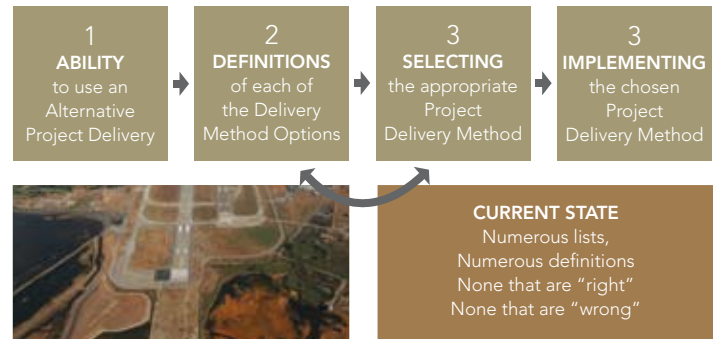 1
ABILITY
to use an
Alternative
Project Delivery
2
DEFINITIONS
of each of
the Delivery
Method Options
3
SELECTING
the appropriate
Project
Delivery Method
3
IMPLEMENTING
the chosen
Project
Delivery Method
CURRENT STATE
Numerous lists,
Numerous definitions
None that are “right”
None that are “wrong”